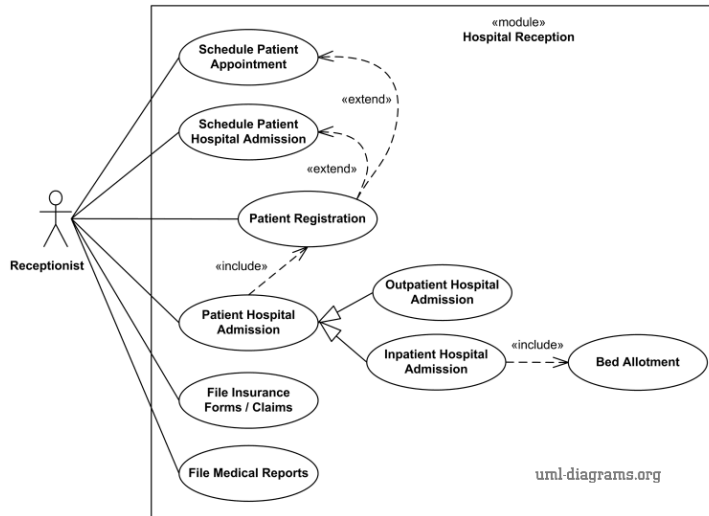 «module»
Hospital Reception
Schedule Patient
Appointment
«extend»
Schedule Patient
Hospital Admission
«extend»
Patient Registration
Receptionist
«include»
Outpatient Hospital
Admission
Patient Hospital
Admission
Inpatient Hospital
Admission
«include»
Bed Allotment
File Insurance
Forms / Claims
File Medical Reports
uml-diagrams.org